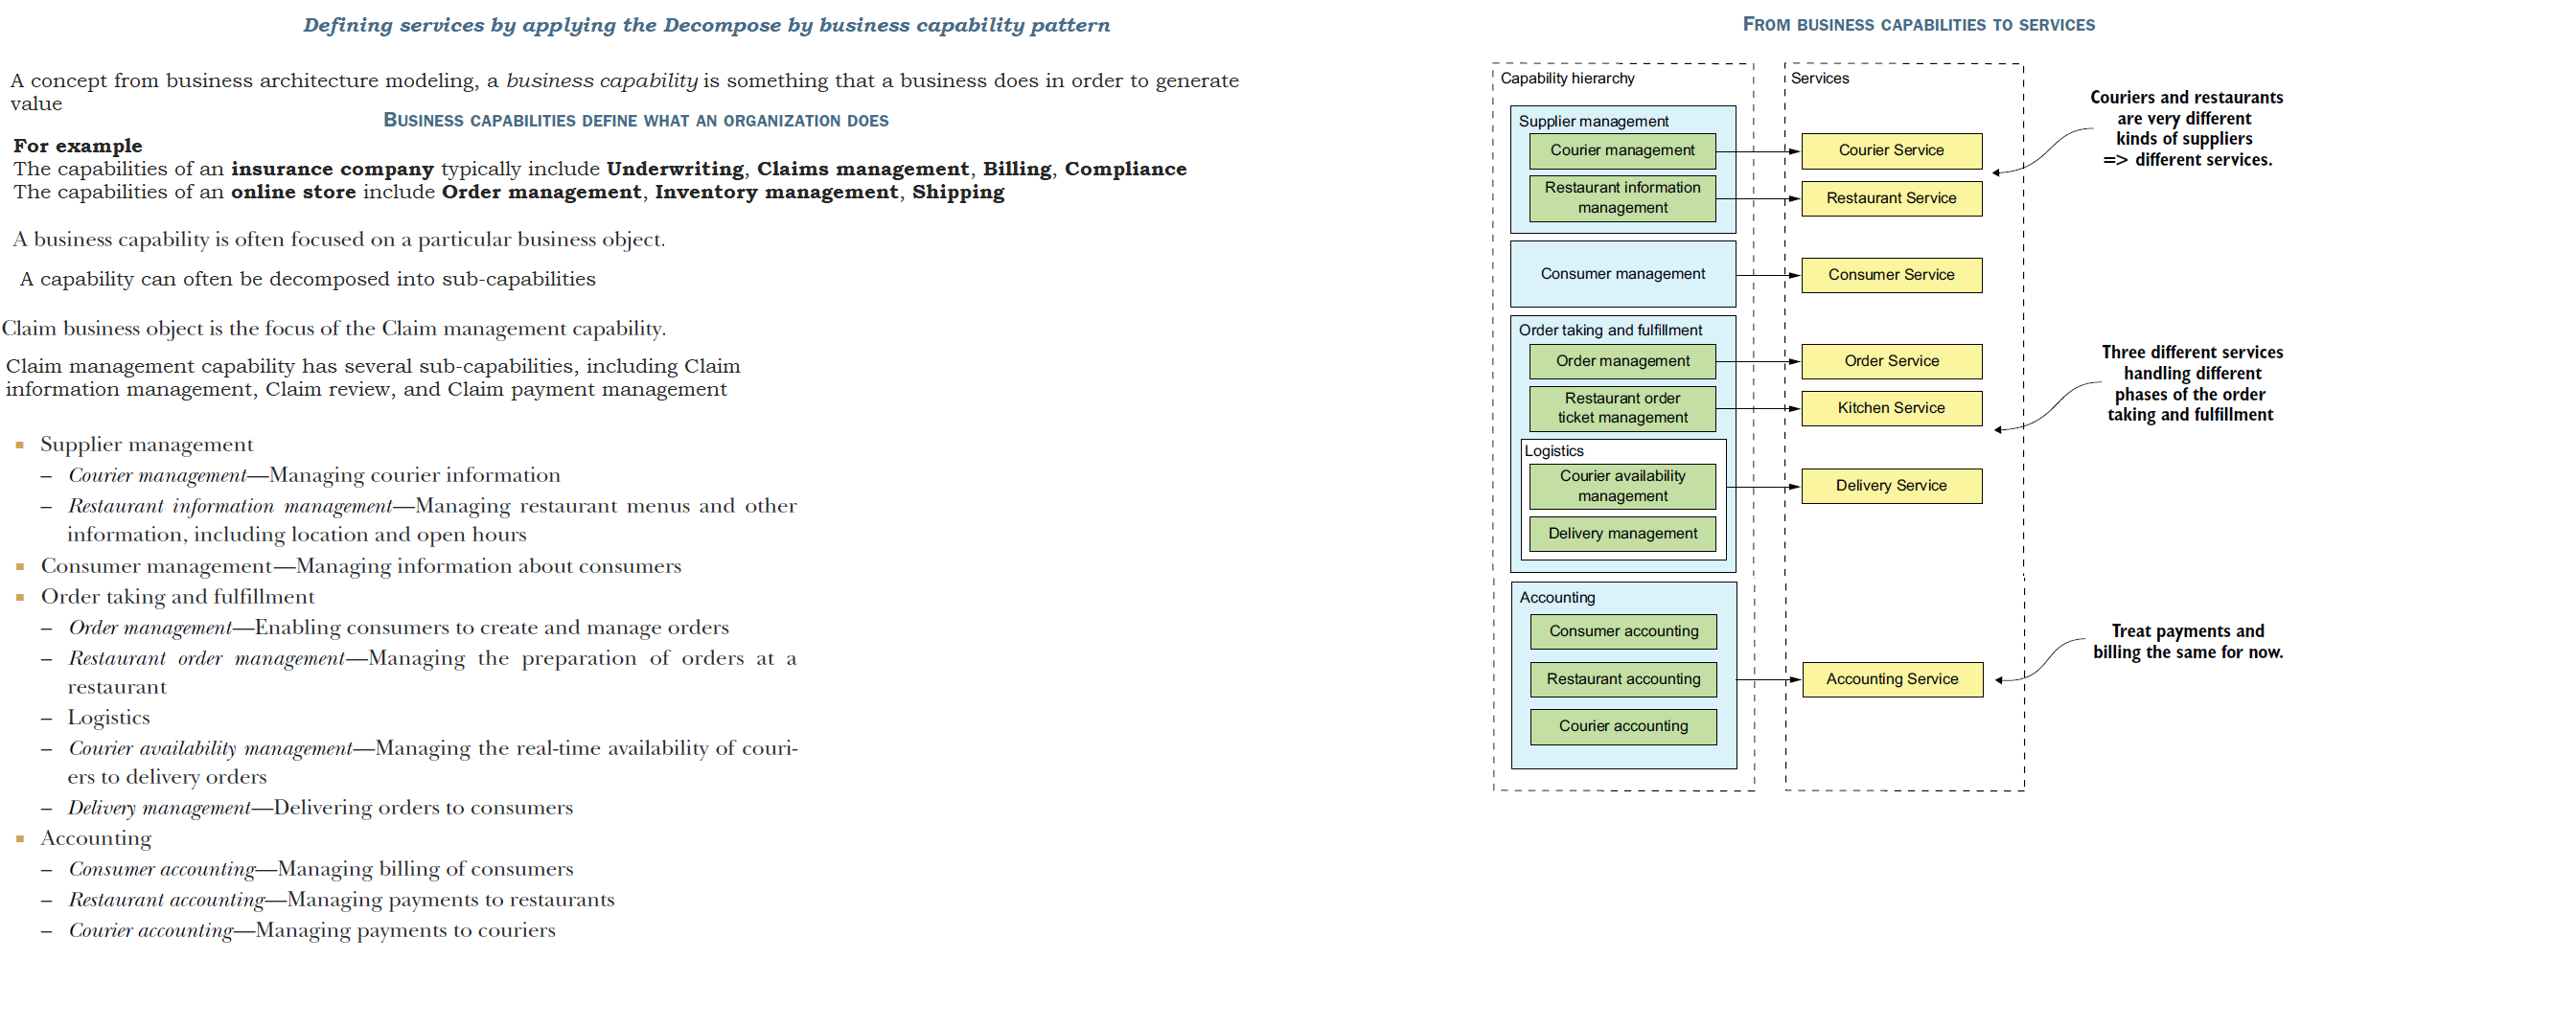 Defining services by applying the Decompose by business capability pattern
A concept from business architecture modeling, a business capability is something that a business does in order to generate
value
BUSINESS CAPABILITIES DEFINE WHAT AN ORGANIZATION DOES
For example
The capabilities of an insurance company typically include Underwriting, Claims management, Billing, Compliance
The capabilities of an online store include Order management, Inventory management, Shipping
A business capability is often focused on a particular business object.
A capability can often be decomposed into sub-capabilities
Claim business object is the focus of the Claim management capability.
Claim management capability has several sub-capabilities, including Claim
information management, Claim review, and Claim payment management
■ Supplier management
– Courier management—Managing courier information
– Restaurant information management—Managing restaurant menus and other
information, including location and open hours
■ Consumer management—Managing information about consumers
■ Order taking and fulfillment
– Order management—Enabling consumers to create and manage orders
– Restaurant order management—Managing the preparation of orders at a
restaurant
– Logistics
– Courier availability management—Managing the real-time availability of couri-
ers to delivery orders
– Delivery management—Delivering orders to consumers
■ Accounting
– Consumer accounting—Managing billing of consumers
– Restaurant accounting—Managing payments to restaurants
– Courier accounting—Managing payments to couriers
FROM BUSINESS CAPABILITIES TO SERVICES
Capability hierarchy
Services
Supplier management
Courier management
Courier Service
Restaurant information
management
Restaurant Service
Couriers and restaurants
are very different
kinds of suppliers
=> different services.
Consumer management
Consumer Service
Order taking and fulfillment
Order management
Order Service
Restaurant order
ticket management
Kitchen Service
Three different services
handling different
phases of the order
taking and fulfillment
Logistics
Courier availability
management
Delivery management
Delivery Service
Accounting
Consumer accounting
Restaurant accounting
Courier accounting
Accounting Service
Treat payments and
billing the same for now.